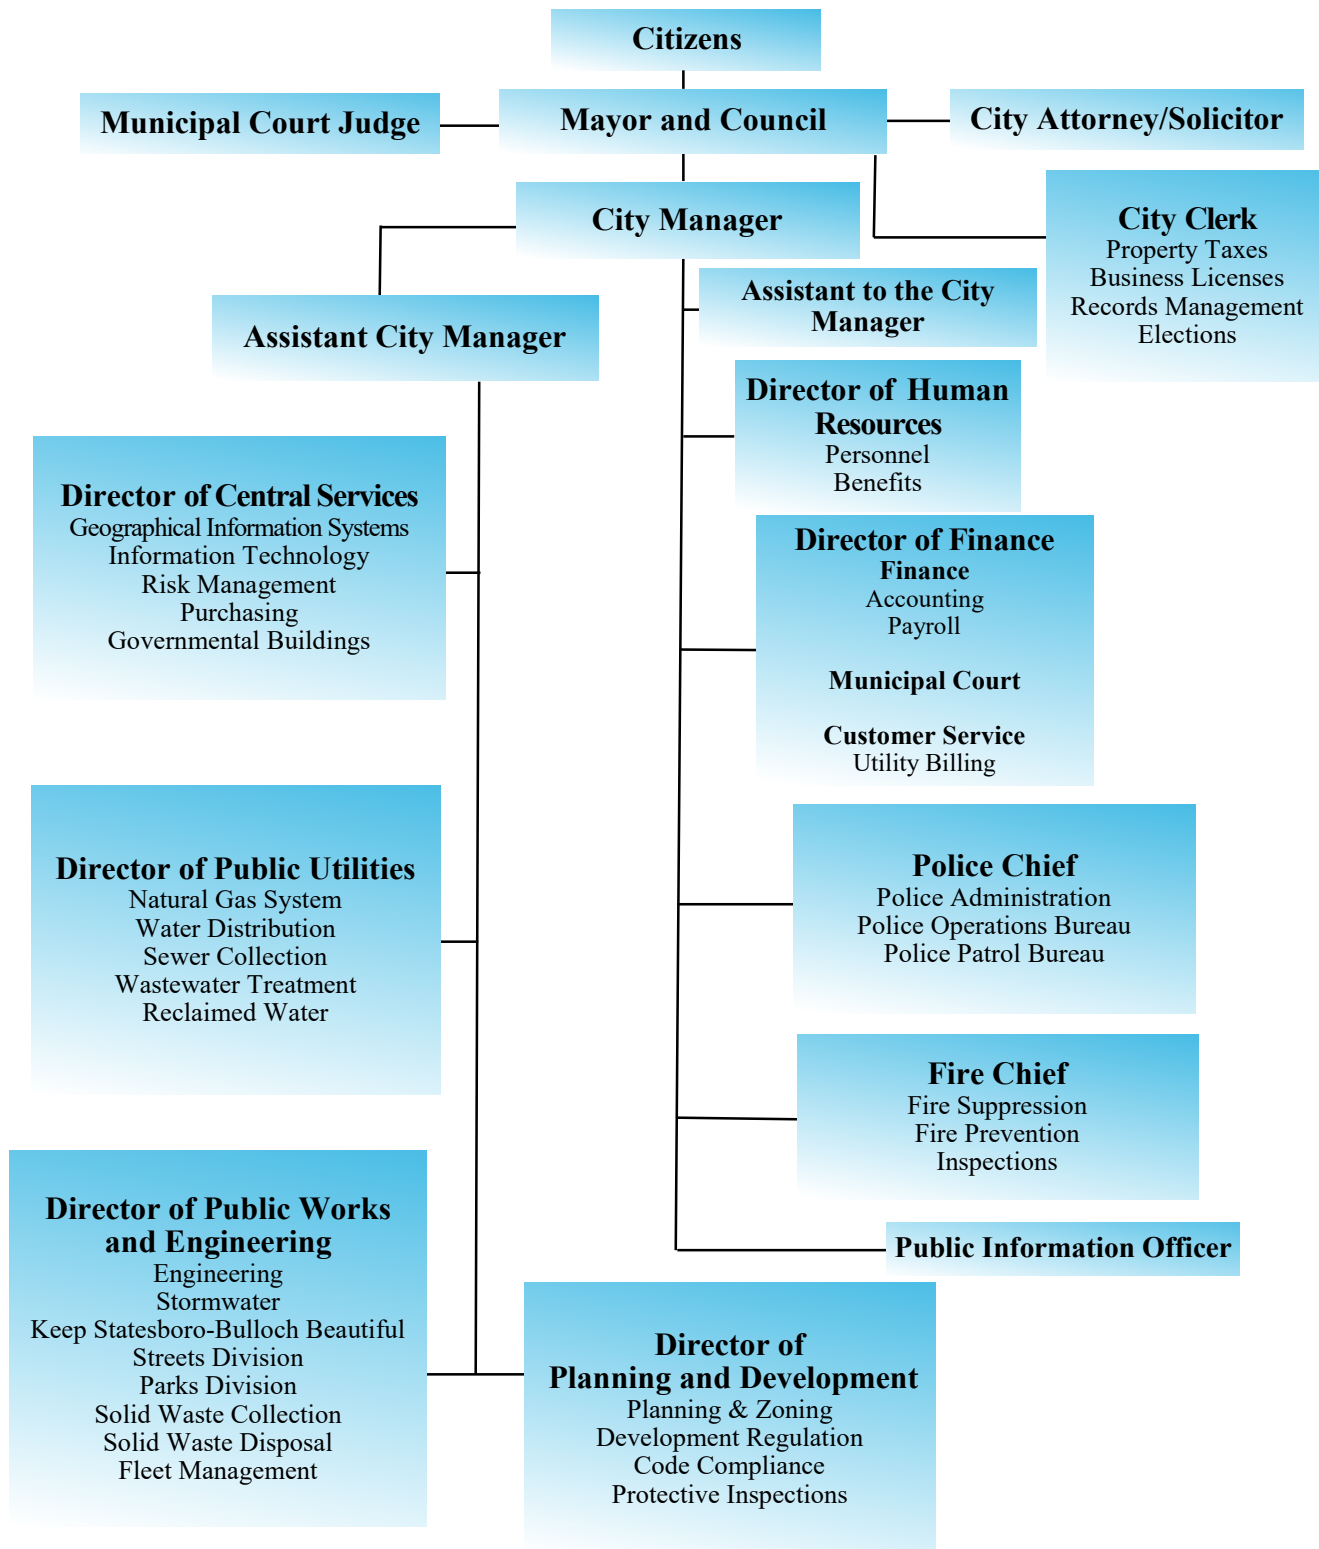 Citizens
Municipal Court Judge
Mayor and Council
City Attorney/Solicitor
City Manager
City Clerk
Property Taxes
Business Licenses
Records Management
Elections
Assistant to the City
Manager
Assistant City Manager
Director of Human
Resources
Personnel
Benefits
Director of Central Services
Geographical Information Systems
Information Technology
Risk Management
Purchasing
Governmental Buildings
Director of Finance
Finance
Accounting
Payroll
Municipal Court
Customer Service
Utility Billing
Director of Public Utilities
Natural Gas System
Water Distribution
Sewer Collection
Wastewater Treatment
Reclaimed Water
Police Chief
Police Administration
Police Operations Bureau
Police Patrol Bureau
Fire Chief
Fire Suppression
Fire Prevention
Inspections
Director of Public Works
and Engineering
Engineering
Stormwater
Keep Statesboro-Bulloch Beautiful
Streets Division
Parks Division
Solid Waste Collection
Solid Waste Disposal
Fleet Management
Public Information Officer
Director of
Planning and Development
Planning & Zoning
Development Regulation
Code Compliance
Protective Inspections